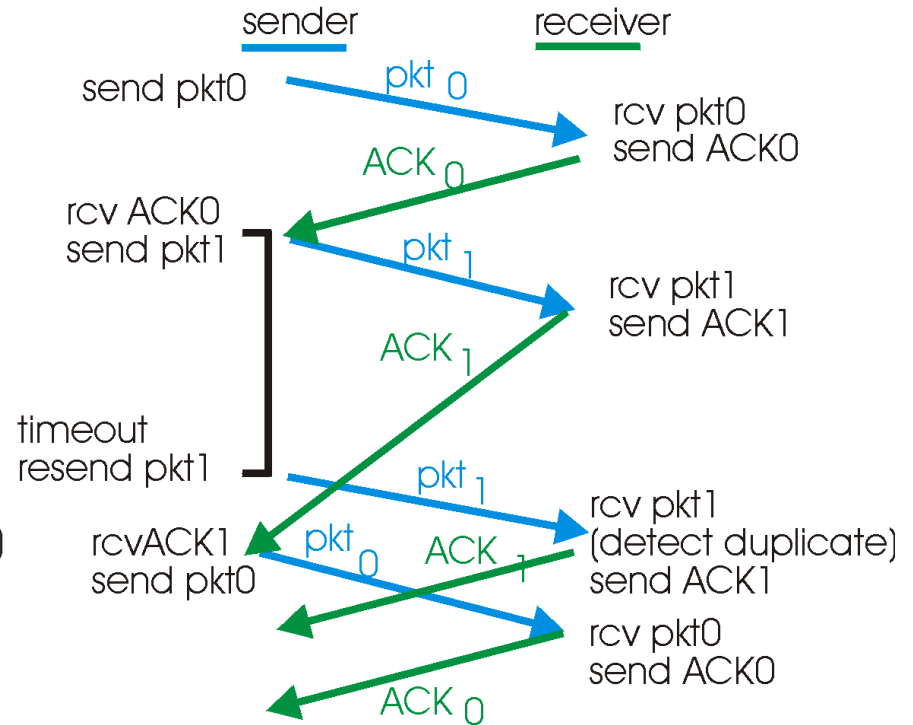 sender
receiver
send pkt0
pkt 0
rcv pkt0
send ACK0
ACK 0
rcv ACK0
send pkt1
pkt 1
rcv pkt1
send ACK1
ACK 1
timeout
resend pkt1
pkt 1
rcv pkt1
(detect duplicate)
send ACK1
rcvACK1
send pkt0
pkt 0
ACK 1
rcv pkt0
send ACK0
ACK 0
)